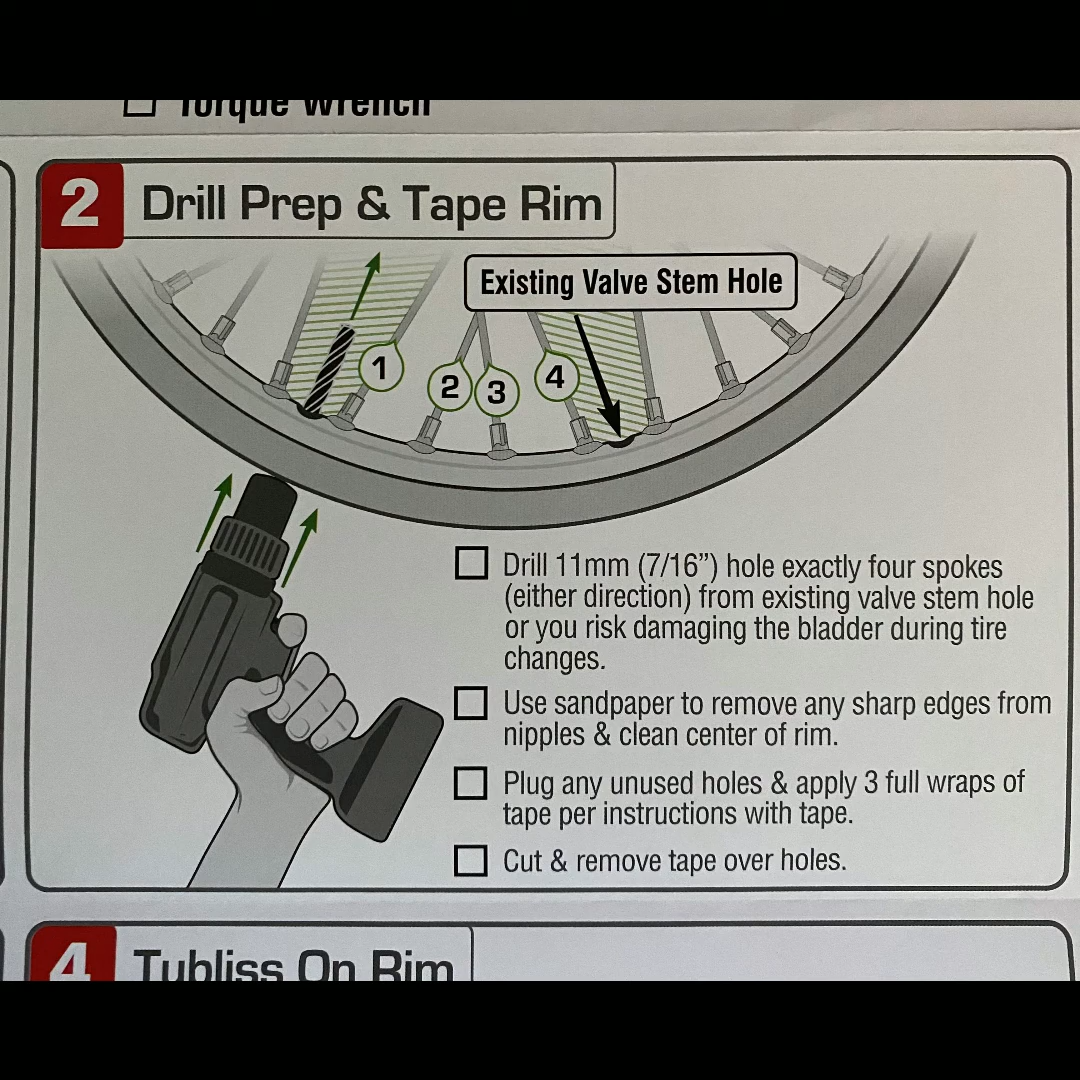 Torque Wrench
2 Drill Prep & Tape Rim
Existing Valve Stem Hole
1
2
3
4
Drill 11mm (7/16”) hole exactly four spokes
(either direction) from existing valve stem hole
or you risk damaging the bladder during tire
changes.
Use sandpaper to remove any sharp edges from
nipples & clean center of rim.
Plug any unused holes & apply 3 full wraps of
tape per instructions with tape.
Cut & remove tape over holes.
4 Tubliss On Rim